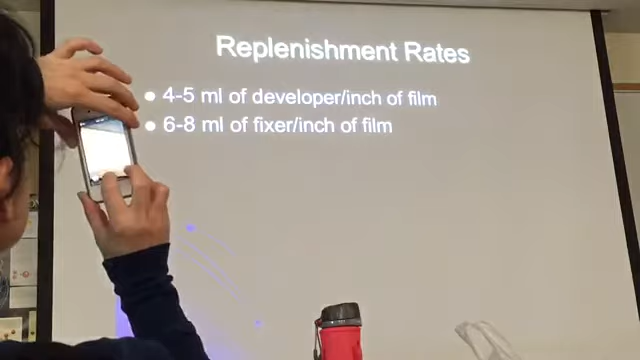 Replenishment Rates
4-5 ml of developer/inch of film
6-8 ml of fixer/inch of film